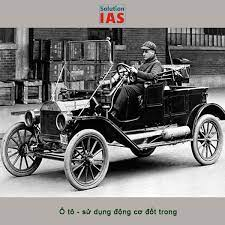 Solution
IAS
Ô tô - sử dụng động cơ đốt trong